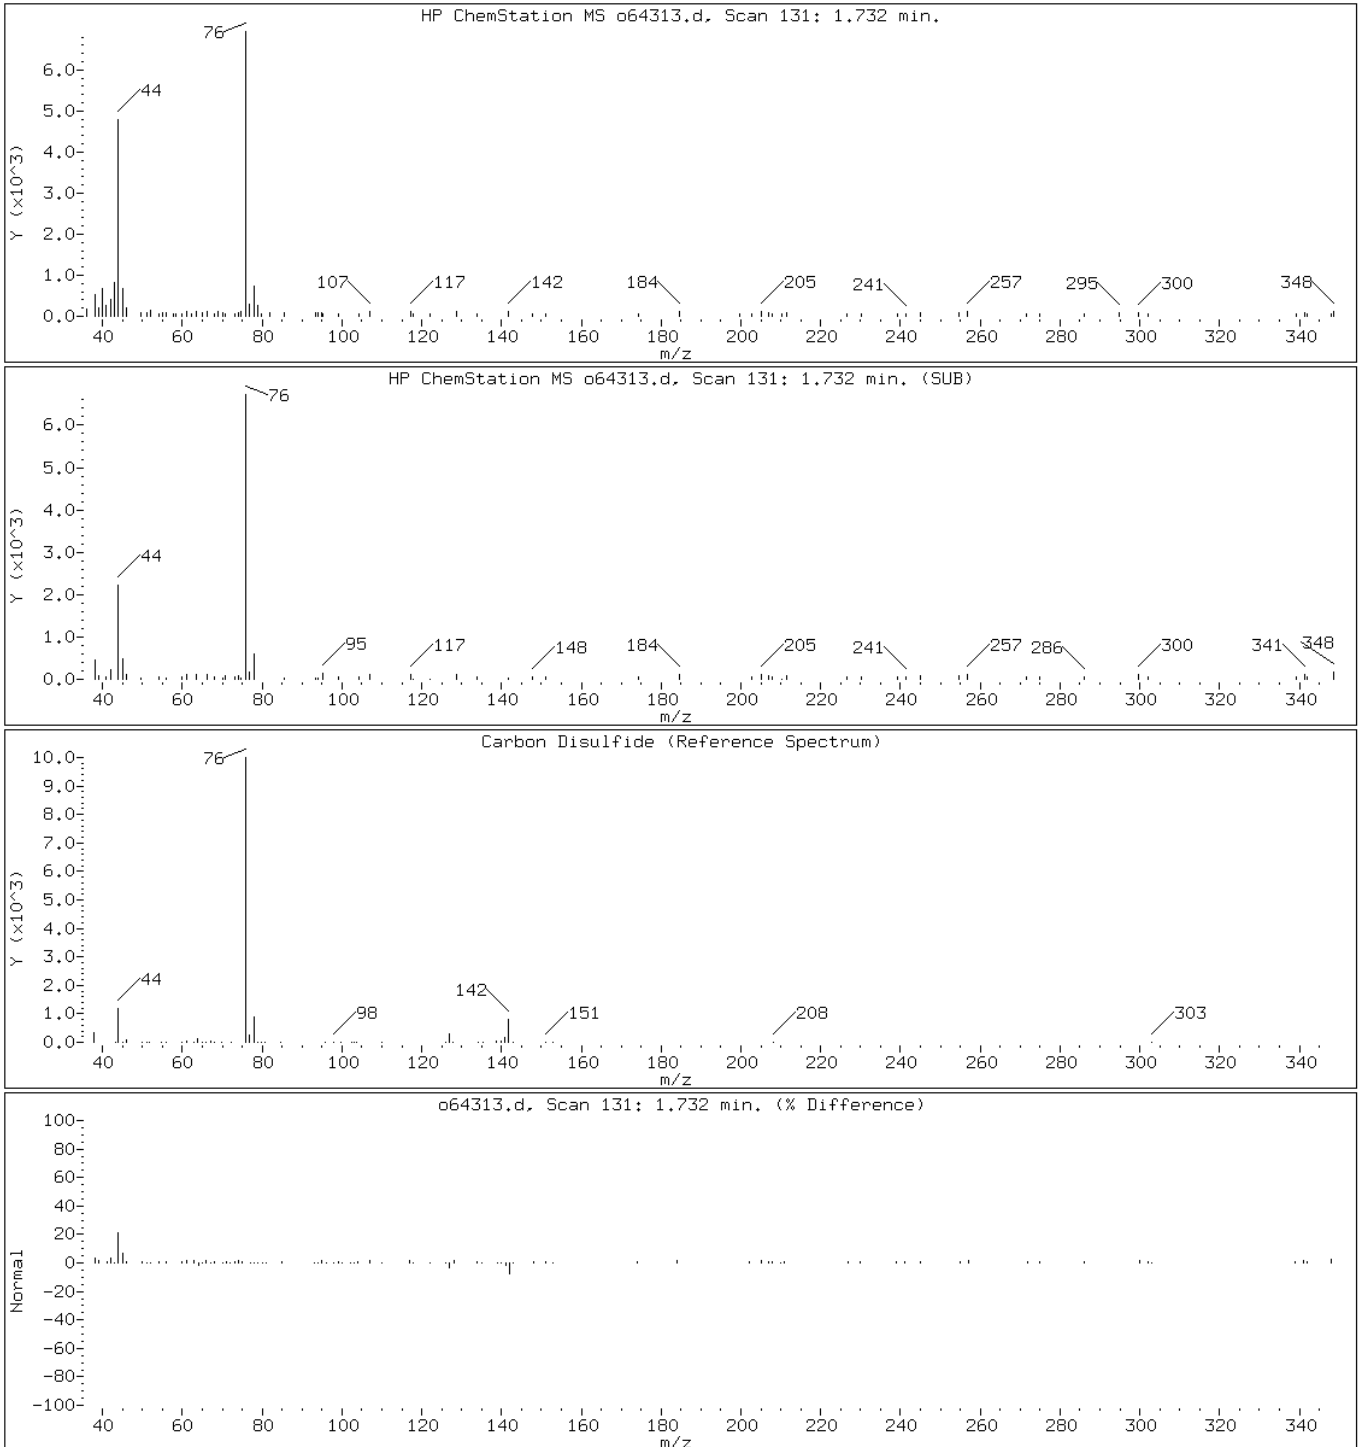 HP ChemStation MS o64313.d, Scan 131: 1.732 min.
76
6.0
44
5.0
4.0
3.0
2.0
1.0
107 117 142 184 205 241 257 295 300 348
0.0
40 60 80 100 120 140 160 180 200 220 240 260 280 300 320 340
Y (x10^3)
m/z
HP ChemStation MS o64313.d, Scan 131: 1.732 min. (SUB)
76
6.0
5.0
4.0
3.0
44
2.0
1.0
95 117 148 184 205 241 257 286 300 341 348
0.0
40 60 80 100 120 140 160 180 200 220 240 260 280 300 320 340
Y (x10^3)
m/z
Carbon Disulfide (Reference Spectrum)
10.0
76
9.0
8.0
7.0
6.0
5.0
4.0
3.0
44
2.0
142
1.0
98 151 208 303
0.0
40 60 80 100 120 140 160 180 200 220 240 260 280 300 320 340
Y (x10^3)
m/z
o64313.d, Scan 131: 1.732 min. (% Difference)
100
80
60
40
20
0
-20
-40
-60
-80
-100
40 60 80 100 120 140 160 180 200 220 240 260 280 300 320 340
Normal
m/z